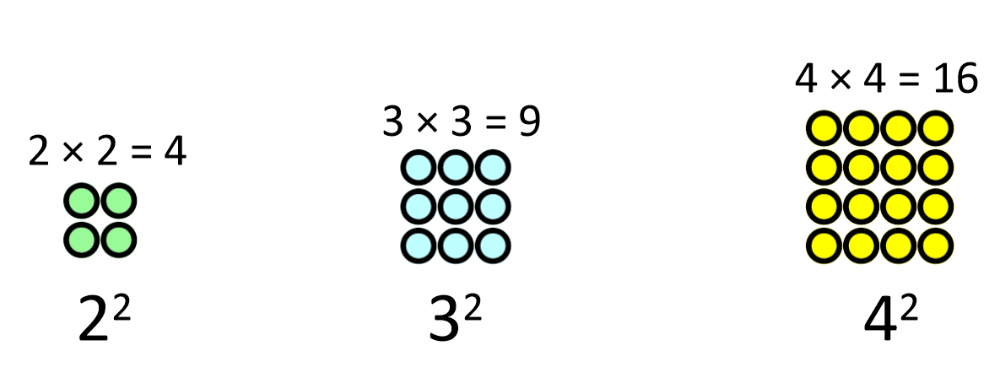 2 × 2 = 4
2²
3 × 3 = 9
3²
4 × 4 = 16
4²